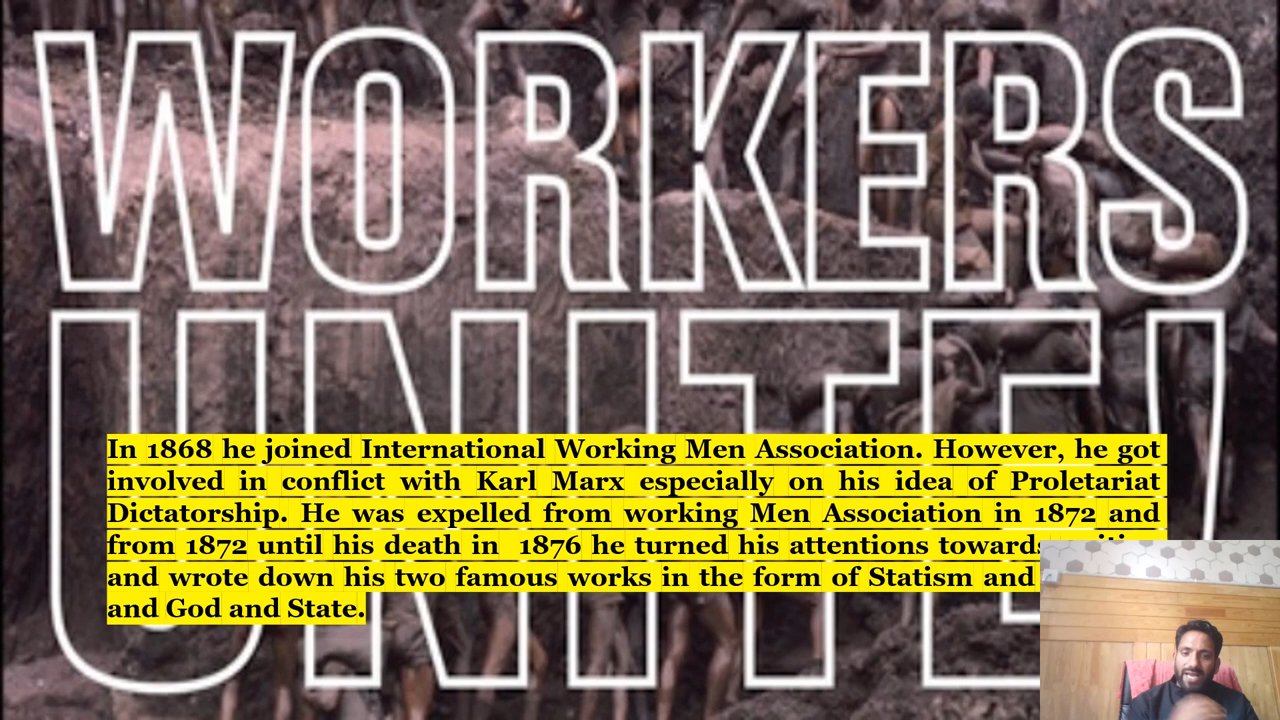 WORKERS
UNITE!
In 1868 he joined International Working Men Association. However, he got
involved in conflict with Karl Marx especially on his idea of Proletariat
Dictatorship. He was expelled from working Men Association in 1872 and
from 1872 until his death in 1876 he turned his attentions towards
and wrote down his two famous works in the form of Statism and
and God and State.